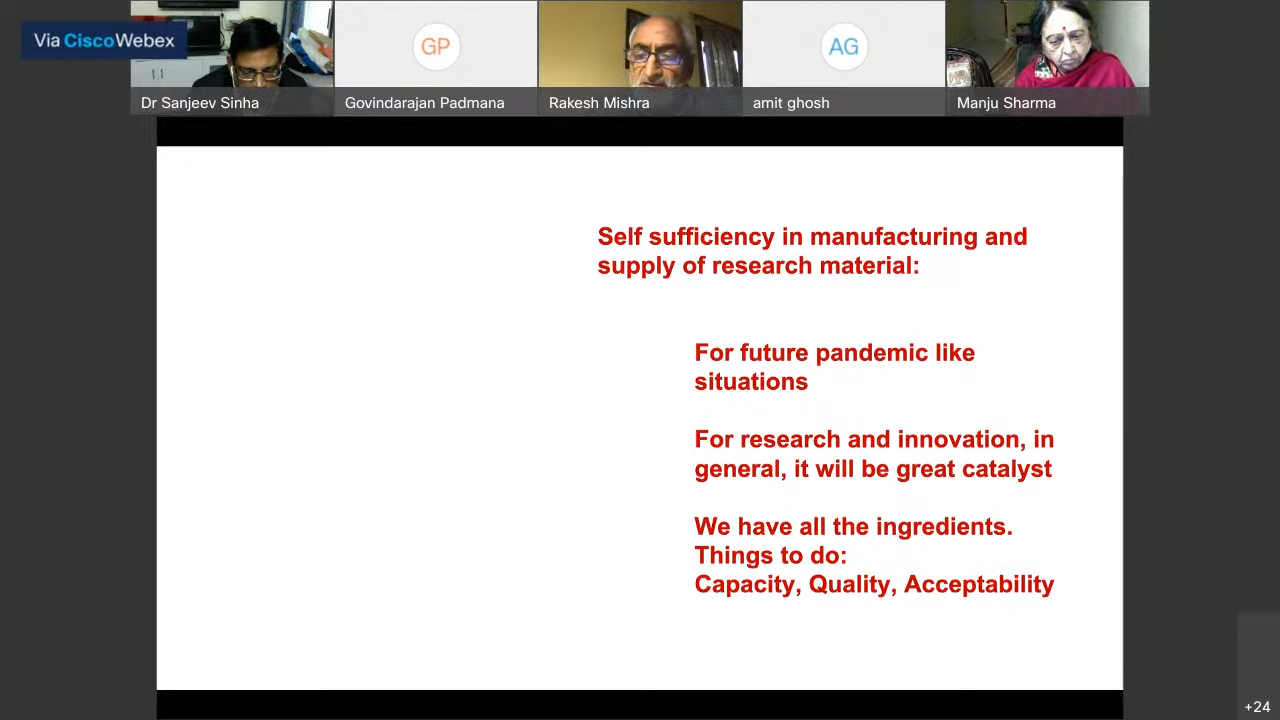 Via CiscoWebex
GP
AG
Dr Sanjeev Sinha
Govindarajan Padmana
Rakesh Mishra
amit ghosh
Manju Sharma
Self sufficiency in manufacturing and
supply of research material:
For future pandemic like
situations
For research and innovation, in
general, it will be great catalyst
We have all the ingredients.
Things to do:
Capacity, Quality, Acceptability
+24